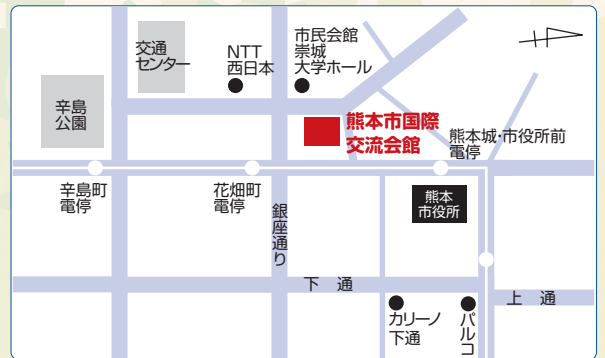 交通
センター
NTT
西日本
市民会館
崇城
大学ホール
辛島
公園
熊本市国際
交流会館
熊本城・市役所前
電停
辛島町
電停
花畑町
電停
熊本
市役所
銀座通り
下 通
上 通
カリーノ
下通
パルコ